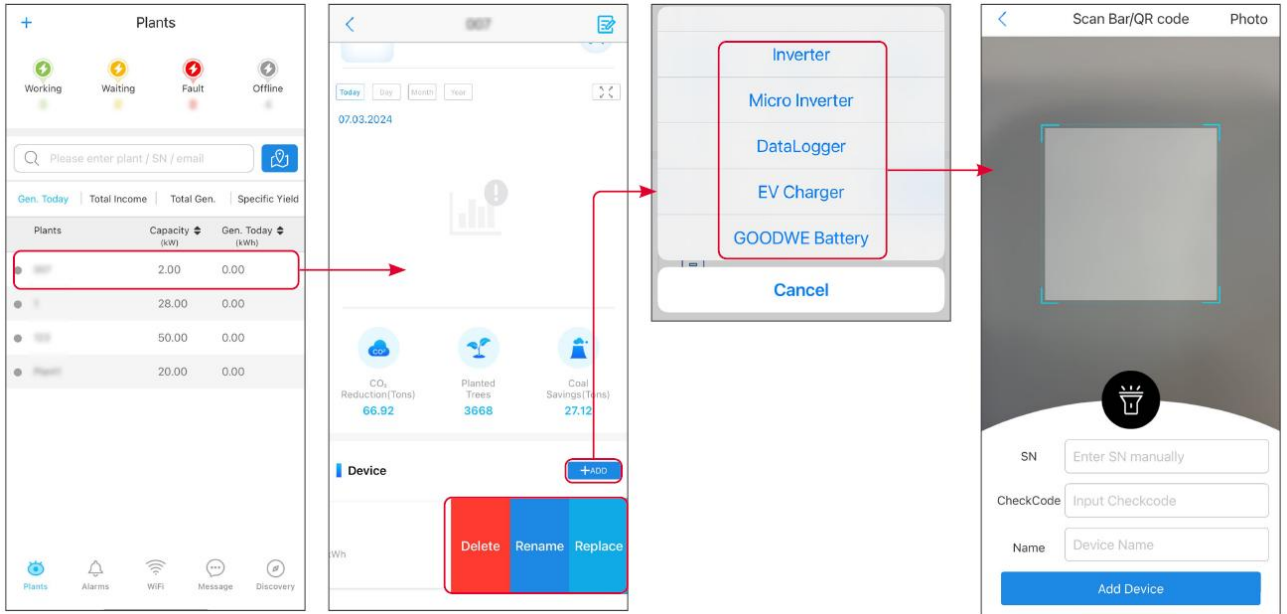 +
Plants
Working
Waiting
Fault
Offline
Please enter plant / SN / email
Gen. Today
Total Income
Total Gen.
Specific Yield
Plants
Capacity
(kW)
Gen. Today
(kWh)
2.00
0.00
28.00
0.00
50.00
0.00
20.00
0.00
Plants
Alarms
WiFi
Message
Discovery
007
Today
Day
Month
Year
07.03.2024
CO₂
CO₂
Reduction(Tons)
66.92
Planted
Trees
3668
Coal
Savings(Tons)
27.12
Device
+ADD
kWh
Delete
Rename
Replace
Inverter
Micro Inverter
DataLogger
EV Charger
GOODWE Battery
Cancel
Scan Bar/QR code
Photo
SN
Enter SN manually
CheckCode
Input Checkcode
Name
Device Name
Add Device